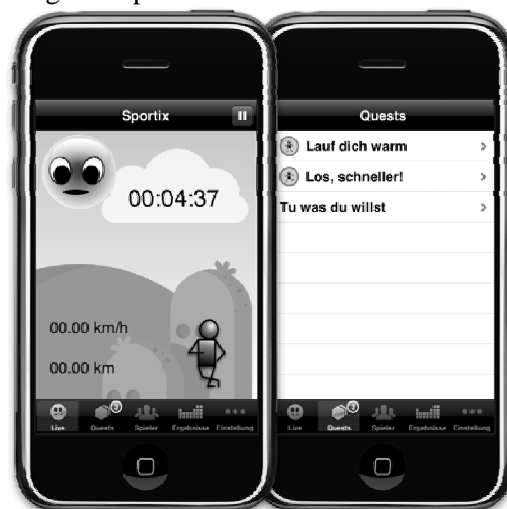 Sportix
00:04:37
00.00 km/h
00.00 km
Live Quests Spieler Ergebnisse Einstellung
Quests
Lauf dich warm
Los, schneller!
Tu was du willst
Live Quests Spieler Ergebnisse Einstellung